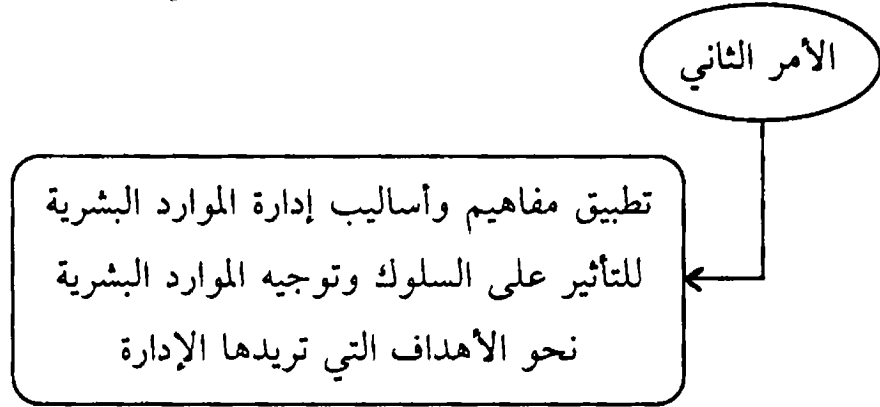 الأمر الثاني
تطبيق مفاهيم وأساليب إدارة الموارد البشرية
للتأثير على السلوك وتوجيه الموارد البشرية
نحو الأهداف التي تريدها الإدارة